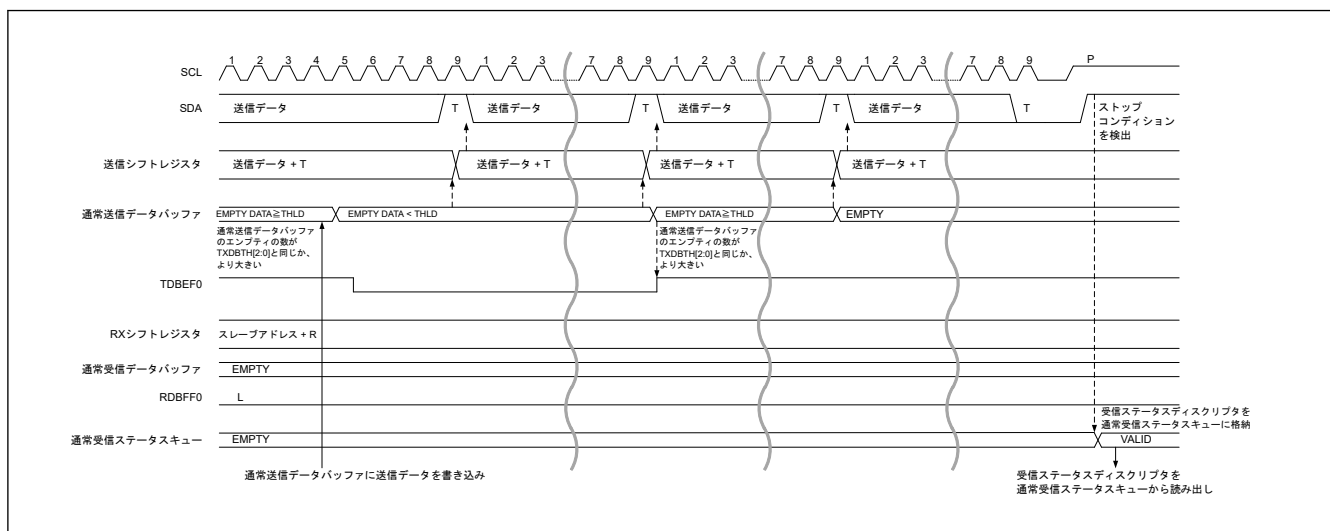 SCL 1 2 3 4 5 6 7 8 9 1 2 3 7 8 9 1 2 3 7 8 9 1 2 3 7 8 9 P
SDA 送信データ T 送信データ T 送信データ T 送信データ T
ストップ
コンディション
を検出
送信シフトレジスタ 送信データ + T 送信データ + T 送信データ + T 送信データ + T
通常送信データバッファ EMPTY DATA≧THLD EMPTY DATA < THLD EMPTY DATA≧THLD EMPTY
通常送信データバッファ
のエンプティの数が
TXDBTH[2:0]と同じか、
より大きい
通常送信データバッファ
のエンプティの数が
TXDBTH[2:0]と同じか、
より大きい
TDBEF0
RXシフトレジスタ スレーブアドレス + R
通常受信データバッファ EMPTY
RDBFF0 L
受信ステータスディスクリプタを
通常受信ステータスキューに格納
通常受信ステータスキュー EMPTY VALID
通常送信データバッファに送信データを書き込み
受信ステータスディスクリプタを
通常受信ステータスキューから読み出し